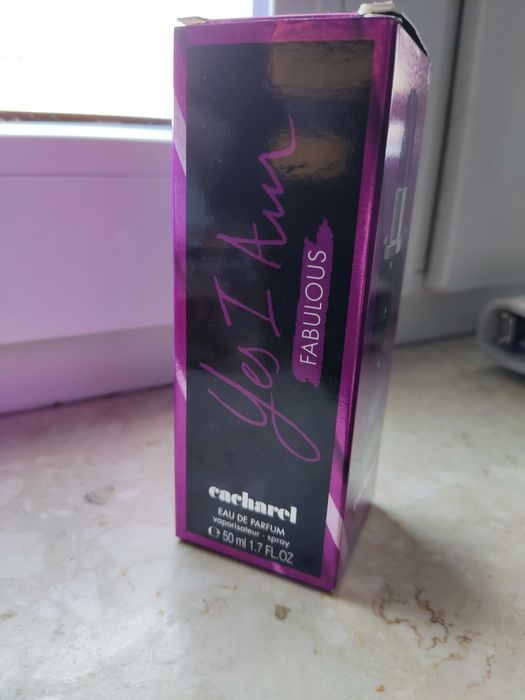 Yes I Am
FABULOUS
cacharel
EAU DE PARFUM
vaporisateur - spray
℮ 50 ml 1.7 FL.OZ